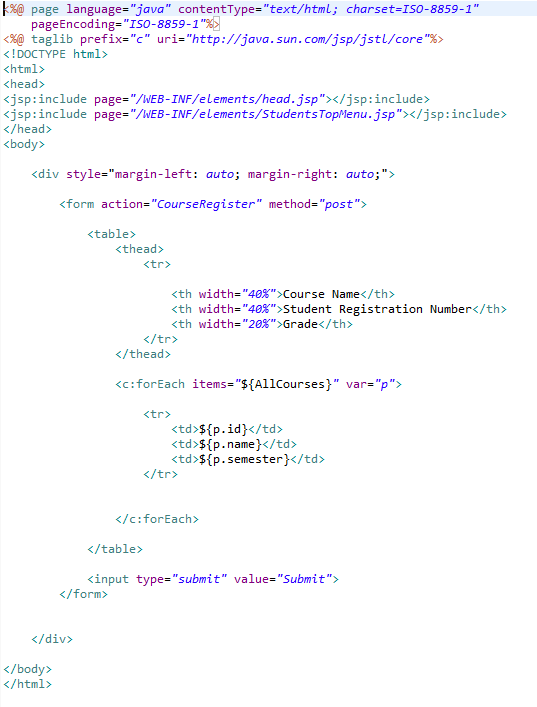 <%@ page language="java" contentType="text/html; charset=ISO-8859-1"
pageEncoding="ISO-8859-1"%>
<%@ taglib prefix="c" uri="http://java.sun.com/jsp/jstl/core"%>
<!DOCTYPE html>
<html>
<head>
<jsp:include page="/WEB-INF/elements/head.jsp"></jsp:include>
<jsp:include page="/WEB-INF/elements/StudentsTopMenu.jsp"></jsp:include>
</head>
<body>
<div style="margin-left: auto; margin-right: auto;">
<form action="CourseRegister" method="post">
<table>
<thead>
<tr>
<th width="40%">Course Name</th>
<th width="40%">Student Registration Number</th>
<th width="20%">Grade</th>
</tr>
</thead>
<c:forEach items="${AllCourses}" var="p">
<tr>
<td>${p.id}</td>
<td>${p.name}</td>
<td>${p.semester}</td>
</tr>
</c:forEach>
</table>
<input type="submit" value="Submit">
</form>
</div>
</body>
</html>